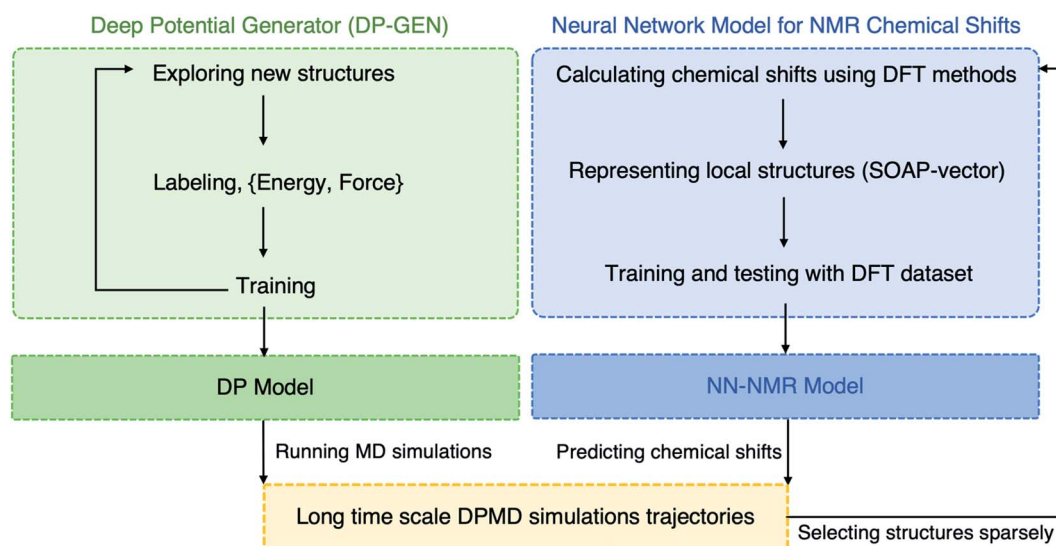 Deep Potential Generator (DP-GEN)
Exploring new structures
Labeling, {Energy, Force}
Training
DP Model
Running MD simulations
Neural Network Model for NMR Chemical Shifts
Calculating chemical shifts using DFT methods
Representing local structures (SOAP-vector)
Training and testing with DFT dataset
NN-NMR Model
Predicting chemical shifts
Long time scale DPMD simulations trajectories
Selecting structures sparsely